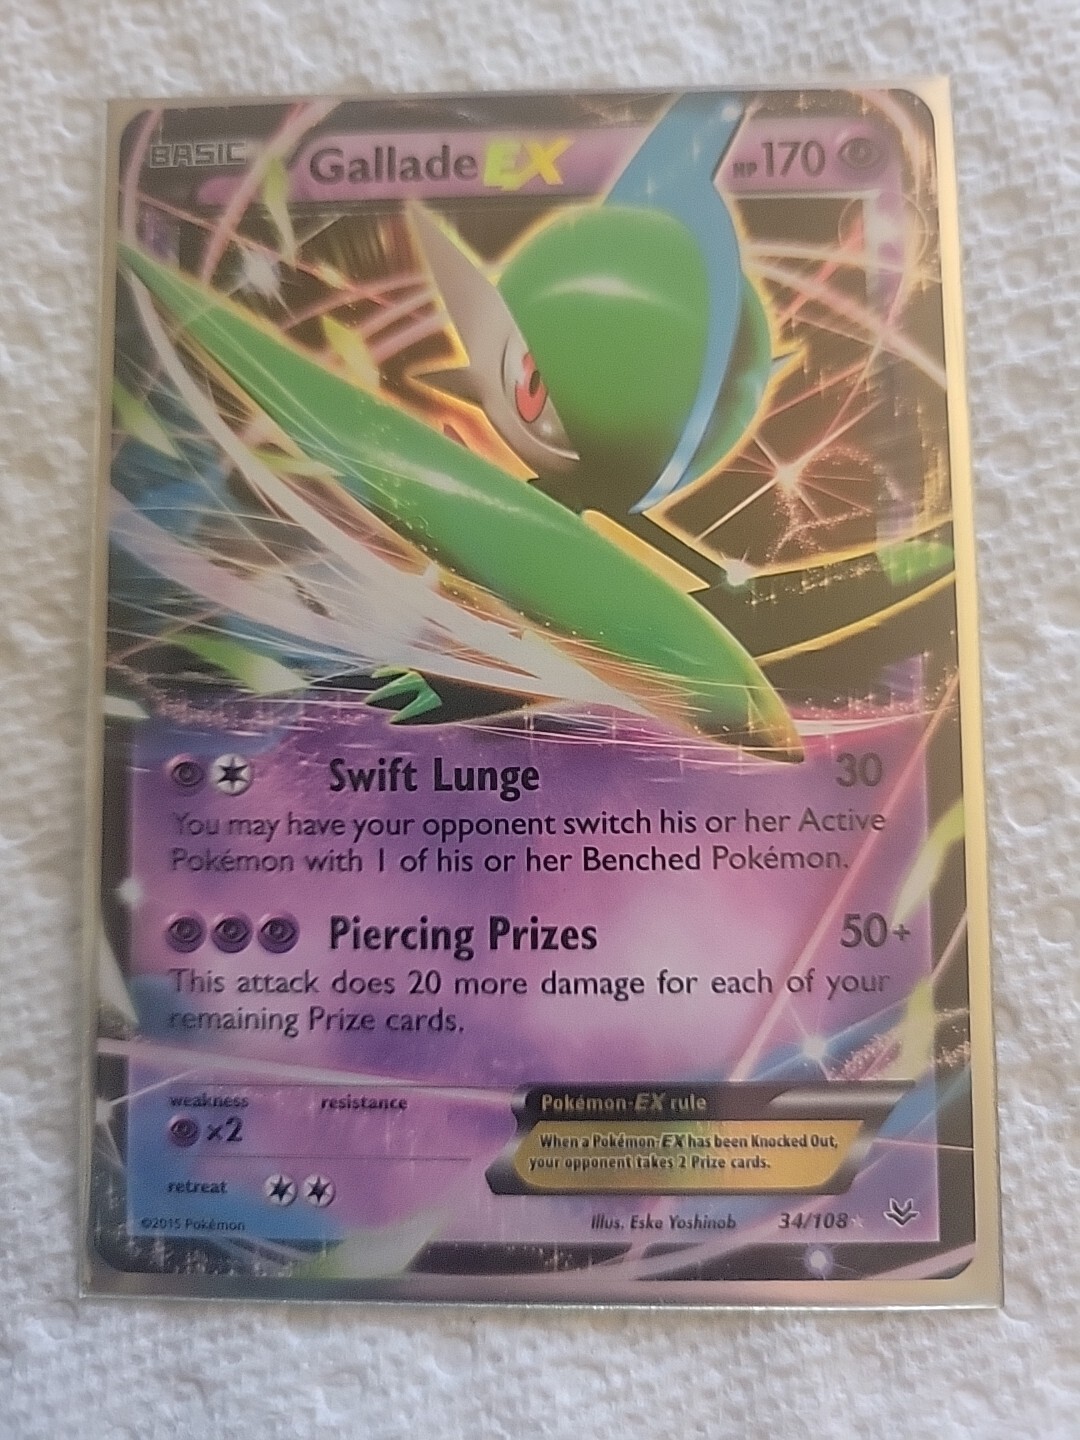 BASIC Gallade EX HP 170
Swift Lunge 30
You may have your opponent switch his or her Active
Pokémon with 1 of his or her Benched Pokémon.
Piercing Prizes 50+
This attack does 20 more damage for each of your
remaining Prize cards.
weakness resistance
×2
retreat
Pokémon-EX rule
When a Pokémon-EX has been Knocked Out,
your opponent takes 2 Prize cards.
©2015 Pokémon
Illus. Eske Yoshinob 34/108